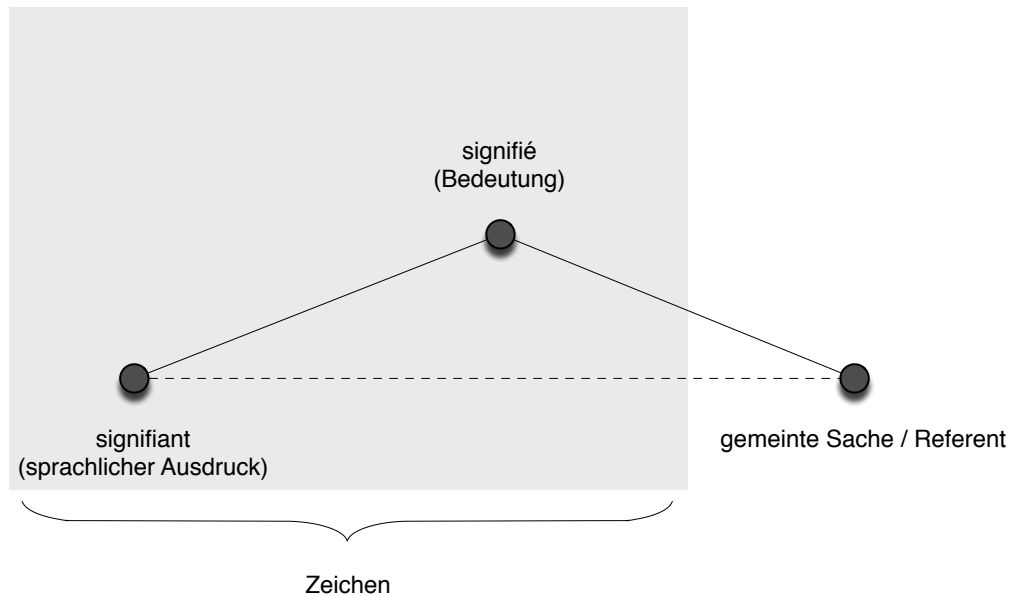 signifié
(Bedeutung)
signifiant
(sprachlicher Ausdruck)
gemeinte Sache / Referent
Zeichen